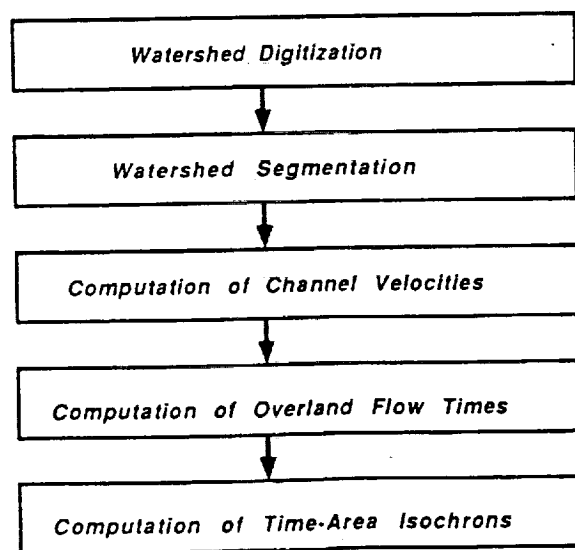 Watershed Digitization
Watershed Segmentation
Computation of Channel Velocities
Computation of Overland Flow Times
Computation of Time-Area Isochrons